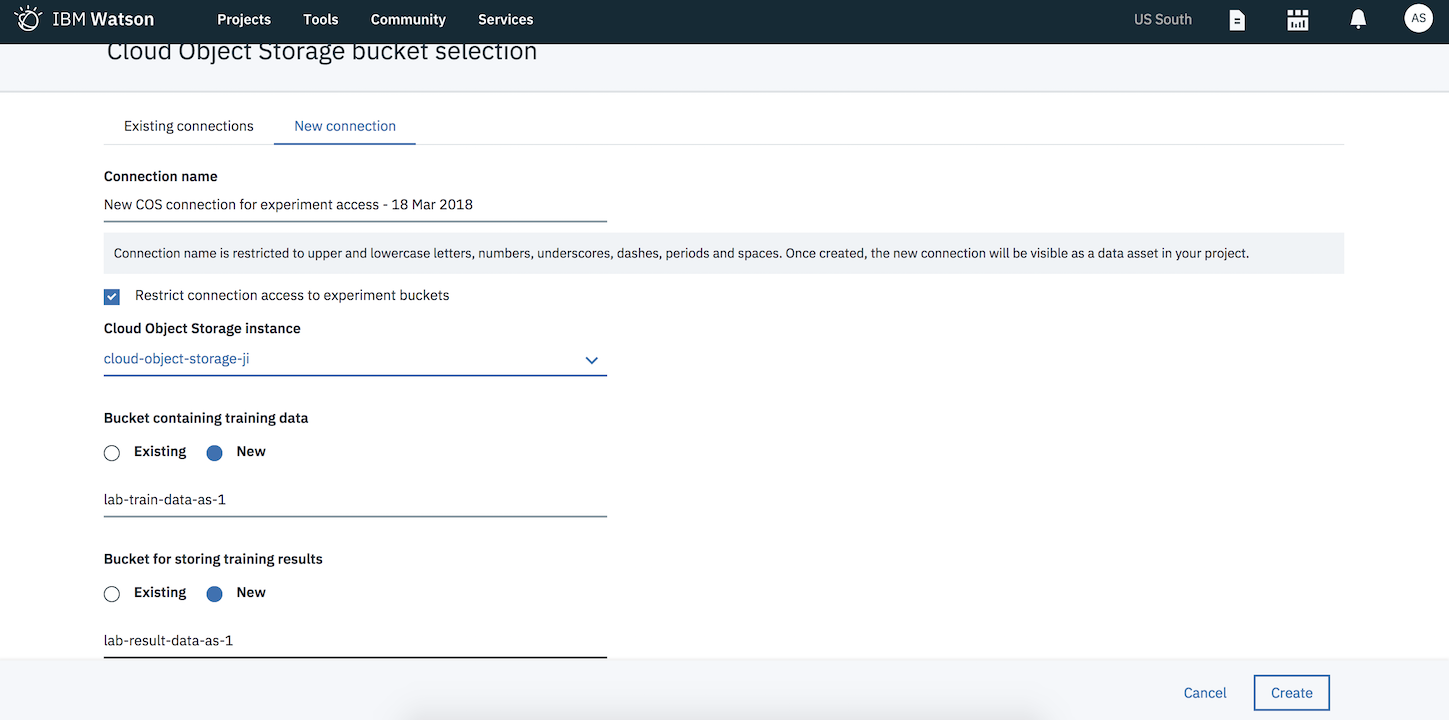 IBM Watson Projects Tools Community Services US South AS
Cloud Object Storage bucket selection
Existing connections New connection
Connection name
New COS connection for experiment access - 18 Mar 2018
Connection name is restricted to upper and lowercase letters, numbers, underscores, dashes, periods and spaces. Once created, the new connection will be visible as a data asset in your project.
Restrict connection access to experiment buckets
Cloud Object Storage instance
cloud-object-storage-ji
Bucket containing training data
Existing New
lab-train-data-as-1
Bucket for storing training results
Existing New
lab-result-data-as-1
Cancel Create